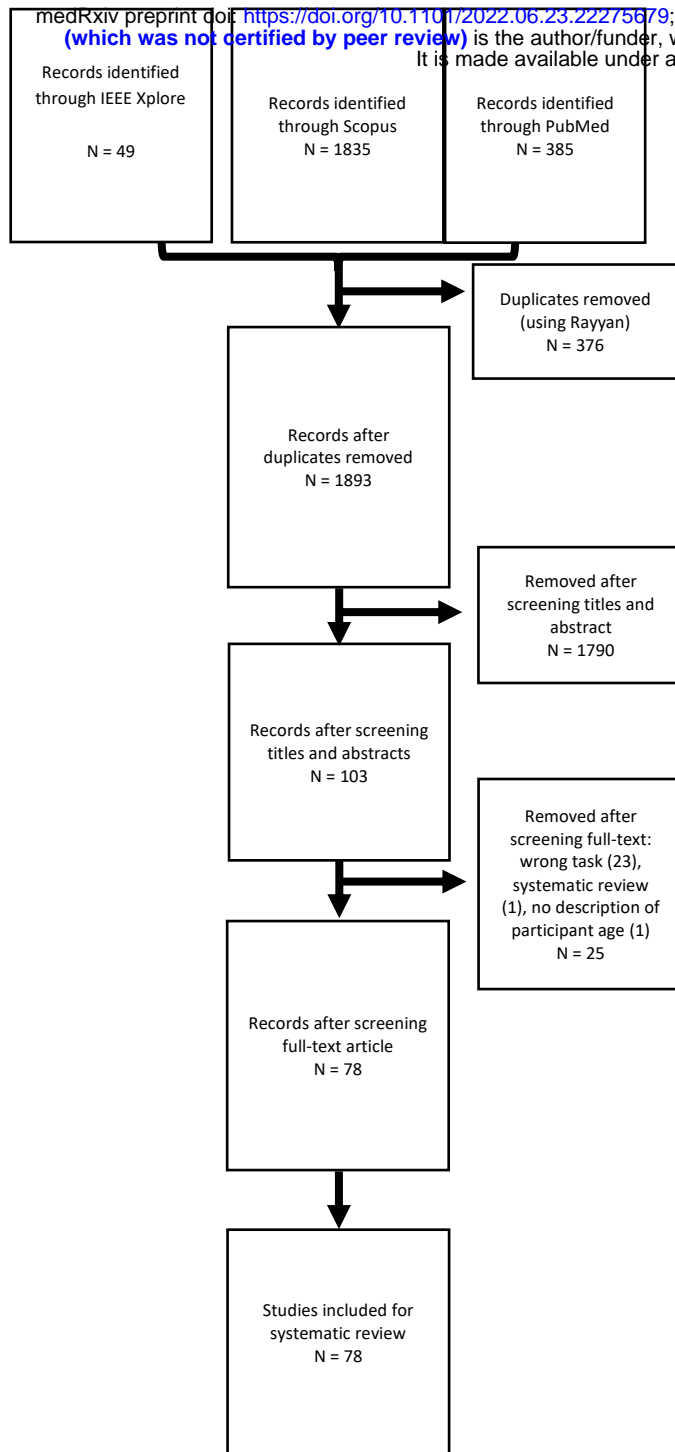 medRxiv preprint doi: https://doi.org/10.1101/2022.06.23.22275679;
(which was not certified by peer review) is the author/funder, w
It is made available under a
Records identified
through IEEE Xplore
N = 49
Records identified
through Scopus
N = 1835
Records identified
through PubMed
N = 385
Duplicates removed
(using Rayyan)
N = 376
Records after
duplicates removed
N = 1893
Removed after
screening titles and
abstract
N = 1790
Records after screening
titles and abstracts
N = 103
Removed after
screening full-text:
wrong task (23),
systematic review
(1), no description of
participant age (1)
N = 25
Records after screening
full-text article
N = 78
Studies included for
systematic review
N = 78